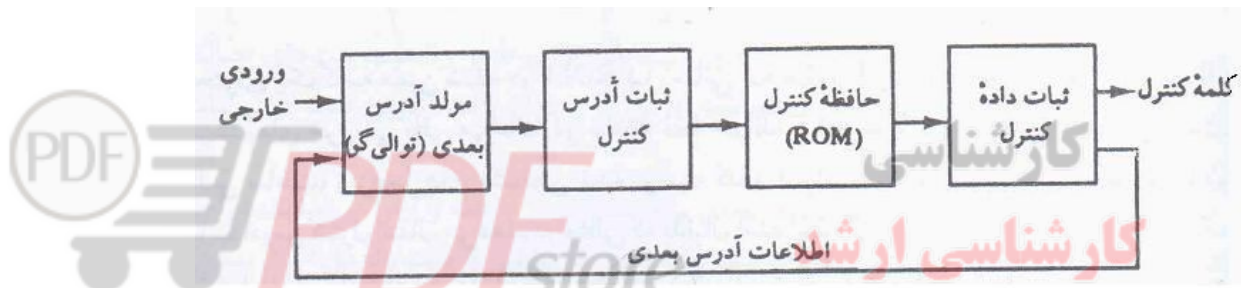 ورودی
خارجی
مولد آدرس
بعدی (توالی‌گر)
ثبات آدرس
کنترل
حافظهٔ کنترل
(ROM)
ثبات دادهٔ
کنترل
کلمهٔ کنترل
اطلاعات آدرس بعدی
PDF
PDF
store
کارشناسی
کارشناسی ارشد